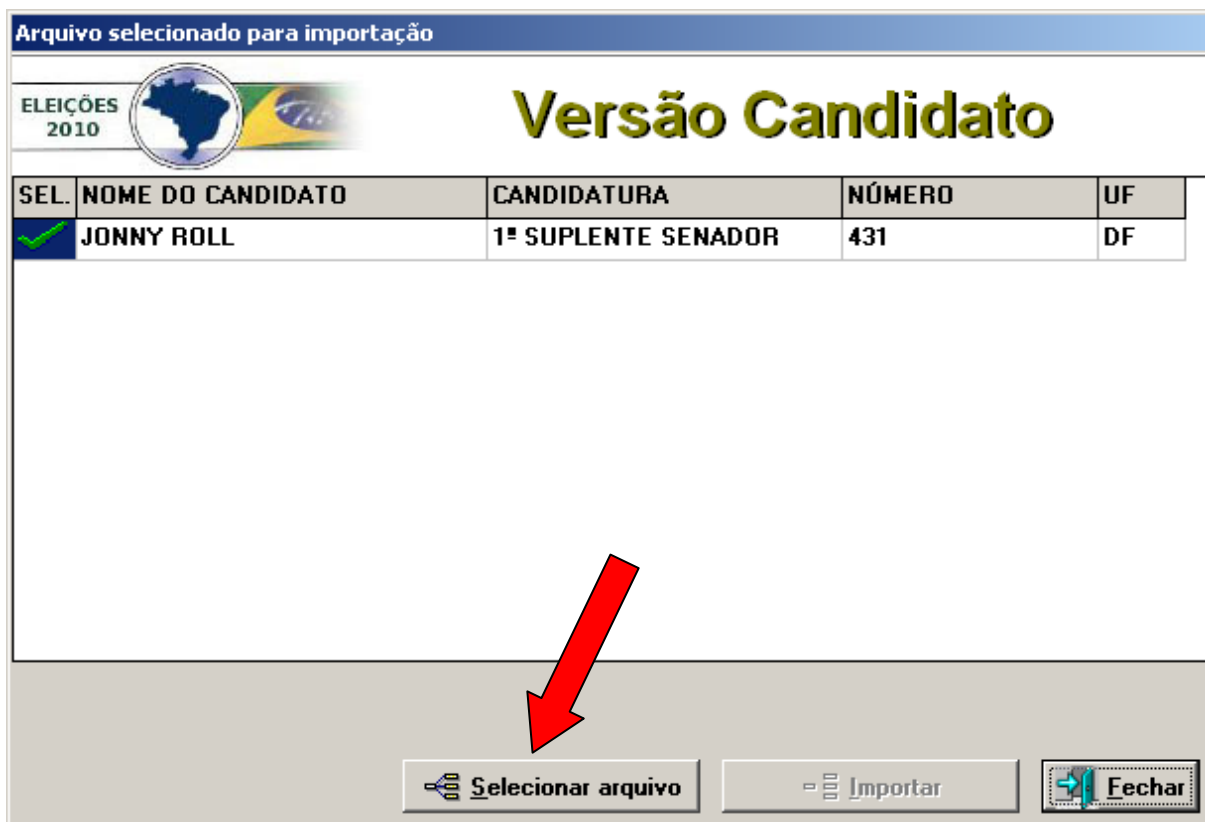 Arquivo selecionado para importação
ELEIÇÕES
2010
Versão Candidato
SEL. NOME DO CANDIDATO CANDIDATURA NÚMERO UF
JONNY ROLL 1º SUPLENTE SENADOR 431 DF
Selecionar arquivo Importar Fechar